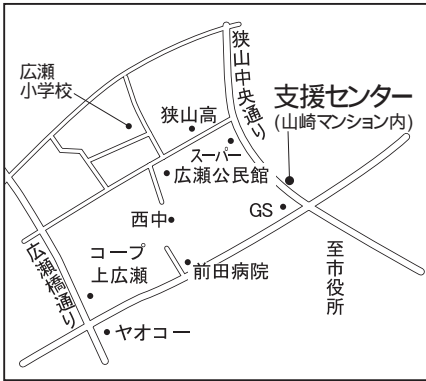 広瀬
小学校
狭山中央通り
狭山高
支援センター
(山崎マンション内)
スーパー
広瀬公民館
西中
GS
コープ
上広瀬
前田病院
至市役所
広瀬橋通り
ヤオコー